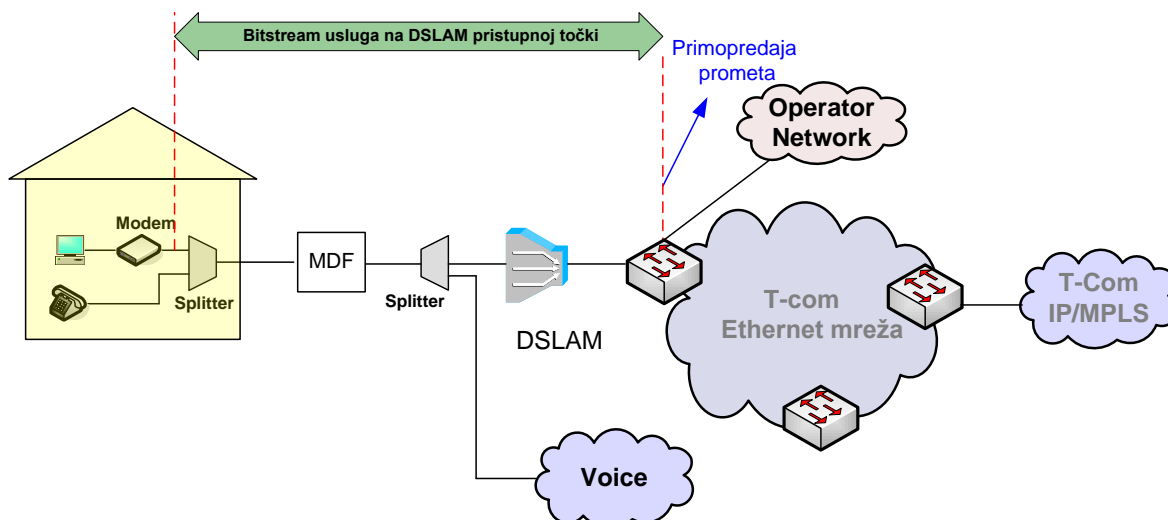 Bitstream usluga na DSLAM pristupnoj točki
Primopredaja
prometa
Operator
Network
Modem
Splitter
MDF
Splitter
DSLAM
T-com
Ethernet mreža
T-Com
IP/MPLS
Voice